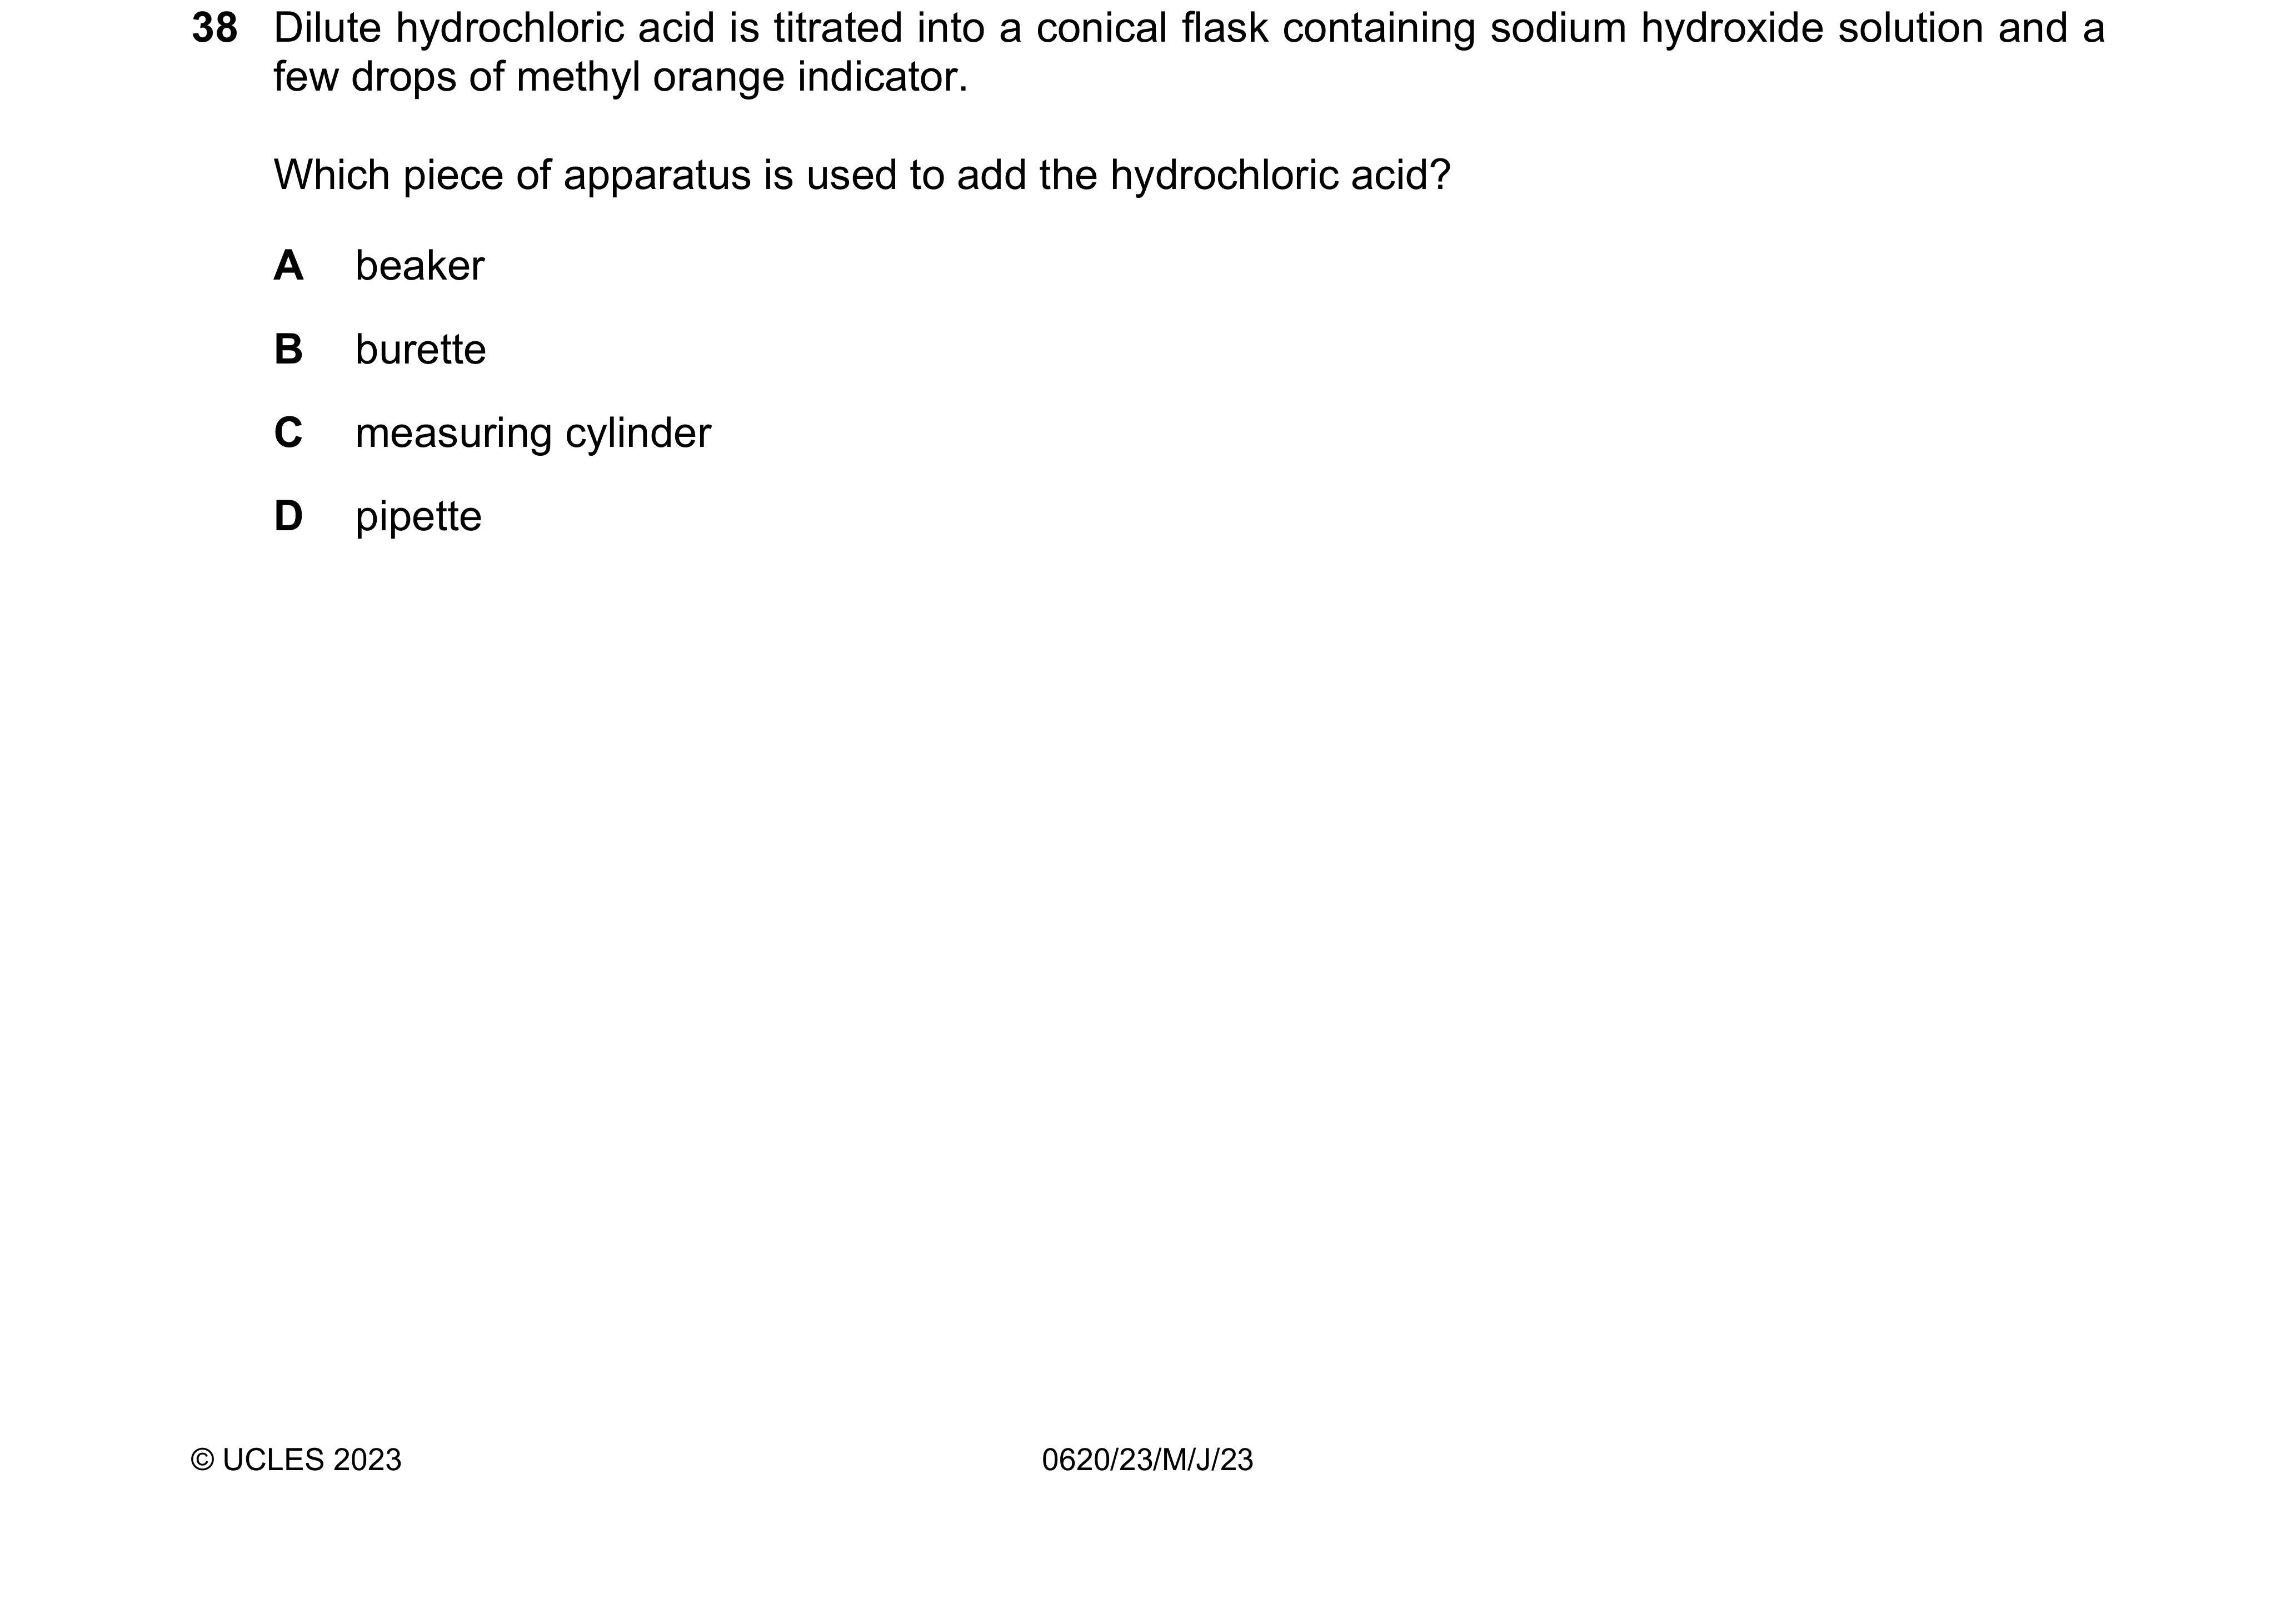 38 Dilute hydrochloric acid is titrated into a conical flask containing sodium hydroxide solution and a
few drops of methyl orange indicator.
Which piece of apparatus is used to add the hydrochloric acid?
A beaker
B burette
C measuring cylinder
D pipette
© UCLES 2023 0620/23/M/J/23